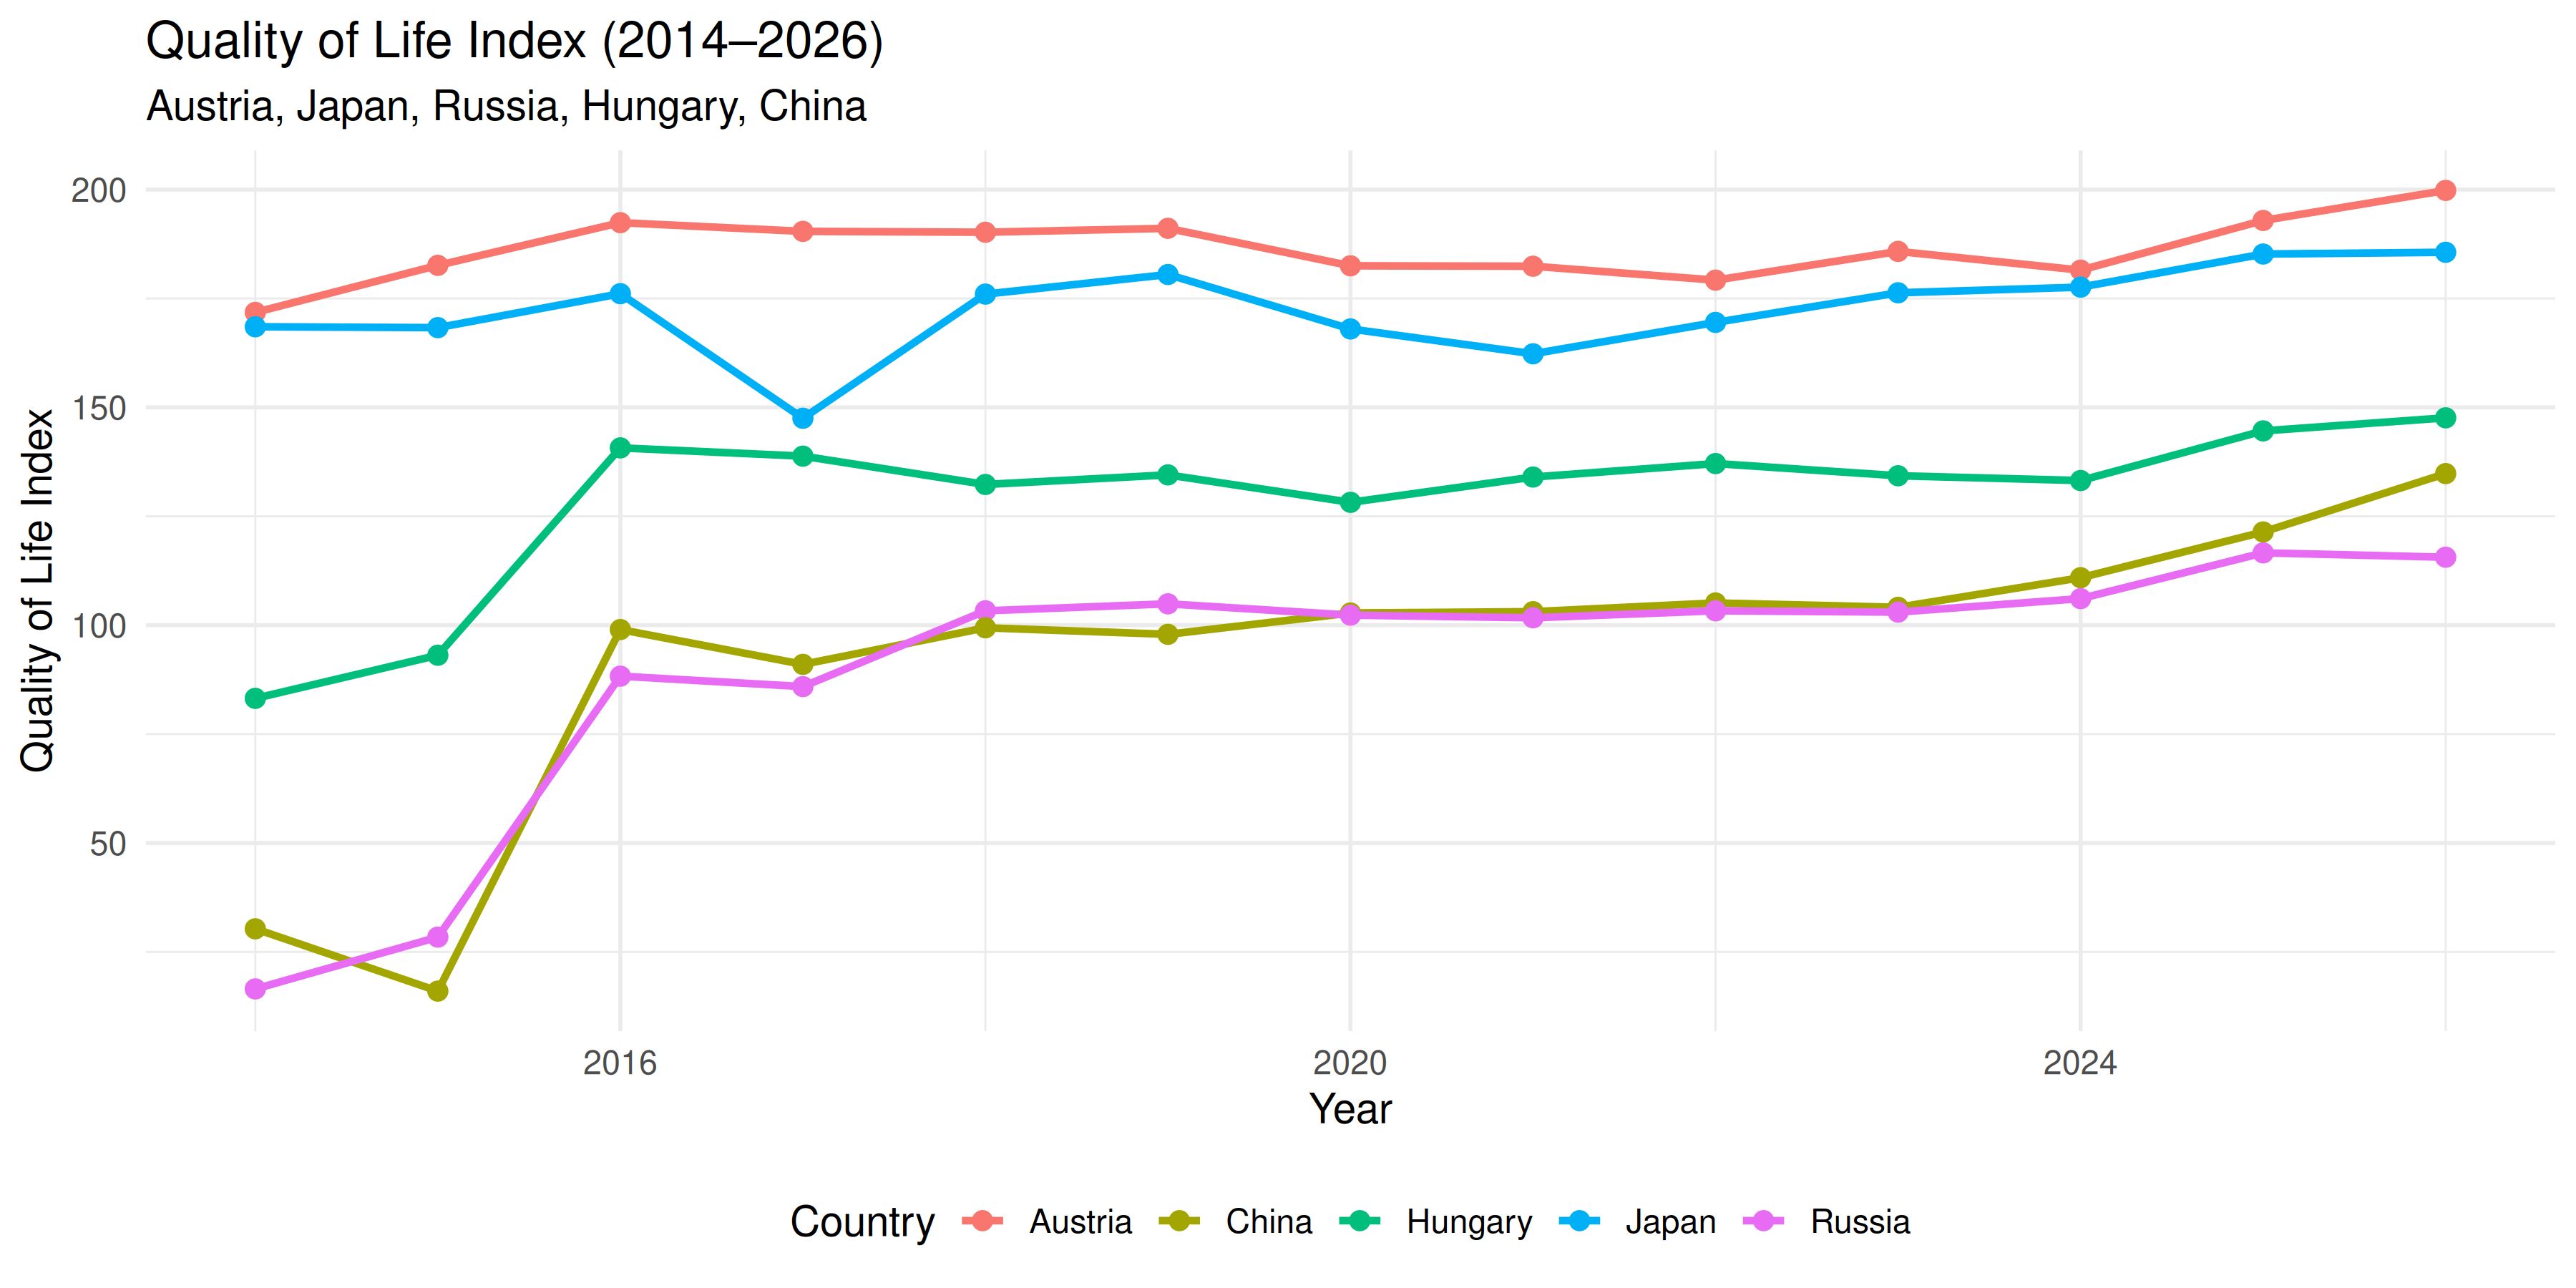 Quality of Life Index (2014–2026)
Austria, Japan, Russia, Hungary, China
Quality of Life Index
200
150
100
50
2016
2020
2024
Year
Country
Austria
China
Hungary
Japan
Russia